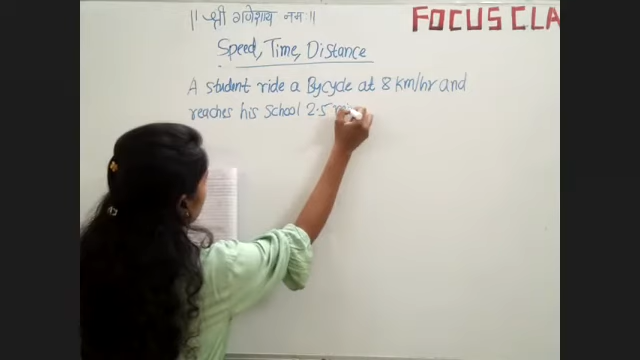 || श्री गणेशाय नमः ||
FOCUS CLA
Speed, Time, Distance
A student ride a Bycycle at 8 km/hr and
reaches his School 2.5